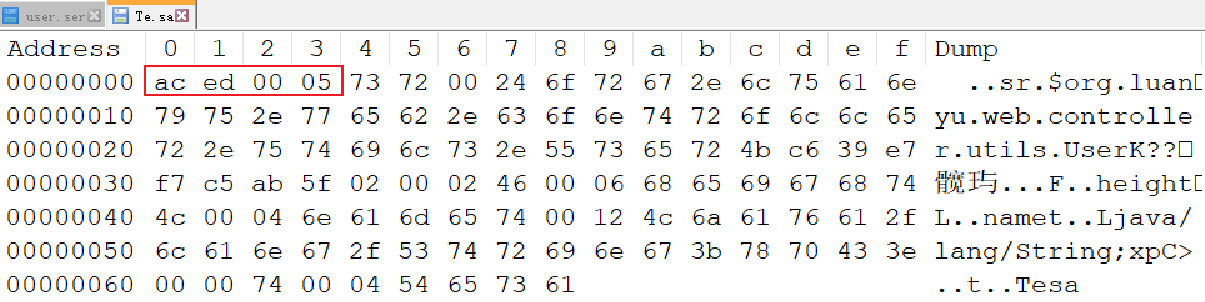 user.ser Te.sa
Address 0 1 2 3 4 5 6 7 8 9 a b c d e f Dump
00000000 ac ed 00 05 73 72 00 24 6f 72 67 2e 6c 75 61 6e ..sr.$org.luan
00000010 79 75 2e 77 65 62 2e 63 6f 6e 74 72 6f 6c 6c 65 yu.web.controlle
00000020 72 2e 75 74 69 6c 73 2e 55 73 65 72 4b c6 39 e7 r.utils.UserK??
00000030 f7 c5 ab 5f 02 00 02 46 00 06 68 65 69 67 68 74 ...F..height
00000040 4c 00 04 6e 61 6d 65 74 00 12 4c 6a 61 76 61 2f L..namet..Ljava/
00000050 6c 61 6e 67 2f 53 74 72 69 6e 67 3b 78 70 43 3e lang/String;xpC>
00000060 00 00 74 00 04 54 65 73 61 ..t..Tesa